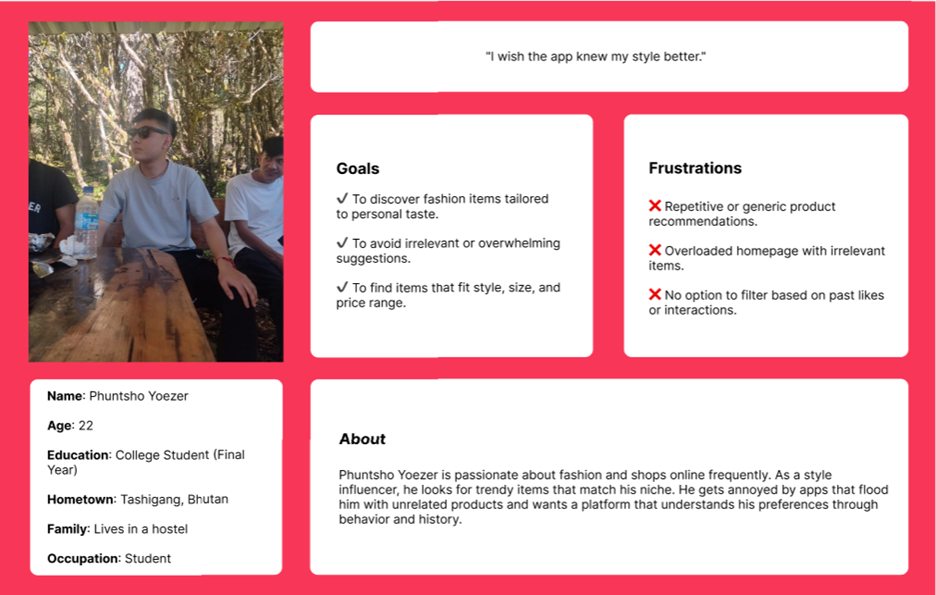 "I wish the app knew my style better."
Goals
✓ To discover fashion items tailored
to personal taste.
✓ To avoid irrelevant or overwhelming
suggestions.
✓ To find items that fit style, size, and
price range.
Frustrations
❌ Repetitive or generic product
recommendations.
❌ Overloaded homepage with irrelevant
items.
❌ No option to filter based on past likes
or interactions.
ER
Name: Phuntsho Yoezer
Age: 22
Education: College Student (Final
Year)
Hometown: Tashigang, Bhutan
Family: Lives in a hostel
Occupation: Student
About
Phuntsho Yoezer is passionate about fashion and shops online frequently. As a style
influencer, he looks for trendy items that match his niche. He gets annoyed by apps that flood
him with unrelated products and wants a platform that understands his preferences through
behavior and history.